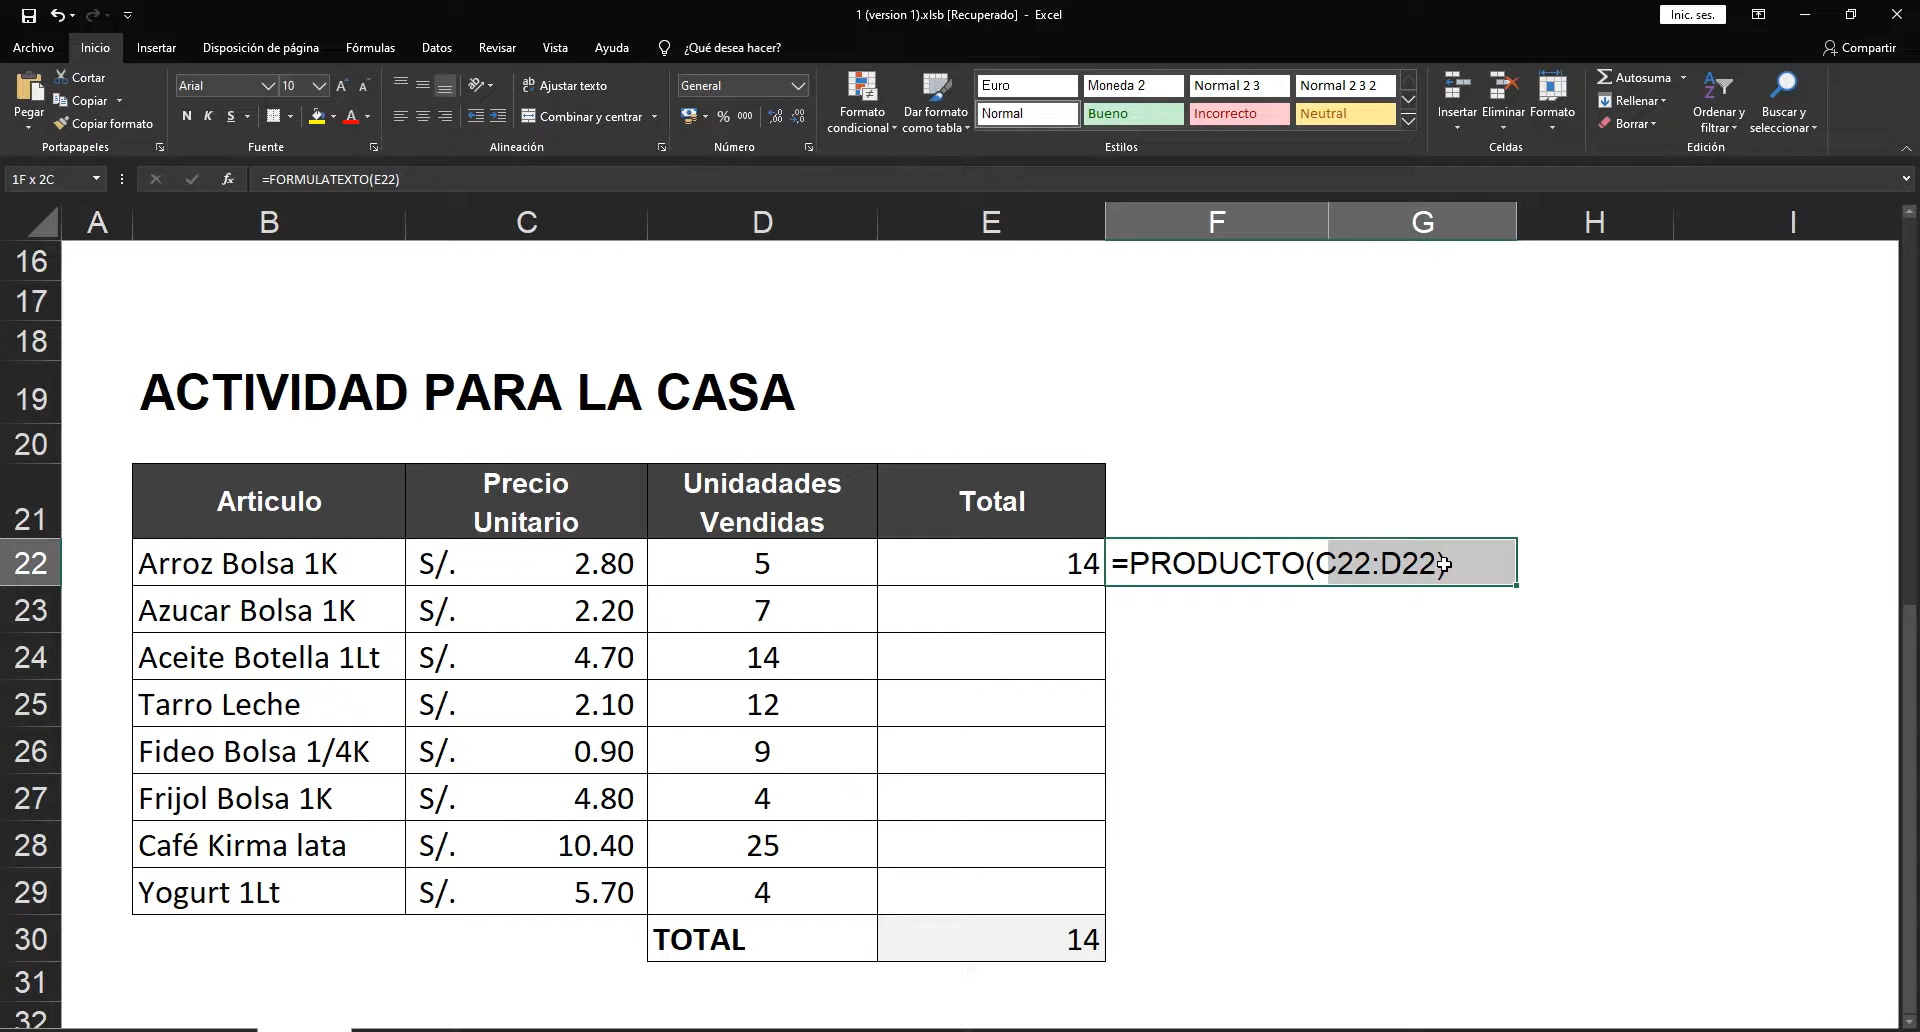 1 (version 1).xlsb [Recuperado] - Excel
Inic. ses.
Archivo Inicio Insertar Disposición de página Fórmulas Datos Revisar Vista Ayuda ¿Qué desea hacer? Compartir
Pegar
Cortar
Copiar
Copiar formato
Portapapeles
Arial 10
N K S
Fuente
Ajustar texto
Combinar y centrar
Alineación
General
% 000
Número
Formato
condicional
Dar formato
como tabla
Euro Moneda 2 Normal 2 3 Normal 2 3 2
Normal Bueno Incorrecto Neutral
Estilos
Insertar Eliminar Formato
Celdas
Autosuma
Rellenar
Borrar
Ordenar y
filtrar
Buscar y
seleccionar
Edición
1F x 2C fx =FORMULATEXTO(E22)
A B C D E F G H I
16
17
18
19 ACTIVIDAD PARA LA CASA
20
21 Articulo Precio Unitario Unidadades Vendidas Total
22 Arroz Bolsa 1K S/. 2.80 5 14 =PRODUCTO(C22:D22)
23 Azucar Bolsa 1K S/. 2.20 7
24 Aceite Botella 1Lt S/. 4.70 14
25 Tarro Leche S/. 2.10 12
26 Fideo Bolsa 1/4K S/. 0.90 9
27 Frijol Bolsa 1K S/. 4.80 4
28 Café Kirma lata S/. 10.40 25
29 Yogurt 1Lt S/. 5.70 4
30 TOTAL 14
31
32